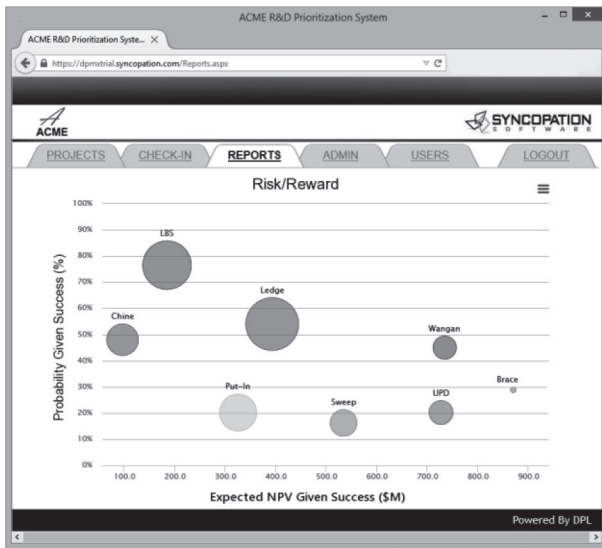 ACME R&D Prioritization System
ACME R&D Prioritization Syste...
https://dpmxtrial.syncopation.com/Reports.aspx
ACME
SYNCOPATION
SOFTWARE
PROJECTS
CHECK-IN
REPORTS
ADMIN
USERS
LOGOUT
Risk/Reward
Probability Given Success (%)
100%
90%
80%
70%
60%
50%
40%
30%
20%
10%
0%
LBS
Ledge
Chine
Wangan
Brace
Put-In
UPD
Sweep
100.0 200.0 300.0 400.0 500.0 600.0 700.0 800.0 900.0
Expected NPV Given Success ($M)
Powered By DPL